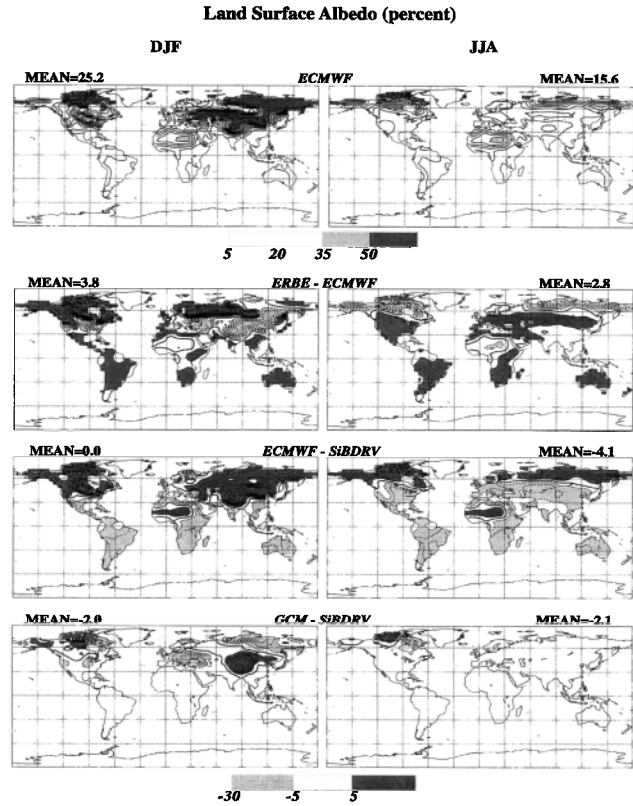 Land Surface Albedo (percent)
DJF JJA
MEAN=25.2 ECMWF MEAN=15.6
5 20 35 50
MEAN=3.8 ERBE - ECMWF MEAN=2.8
MEAN=0.0 ECMWF - SiBDRV MEAN=-4.1
MEAN=-2.0 GCM - SiBDRV MEAN=-2.1
-30 -5 5